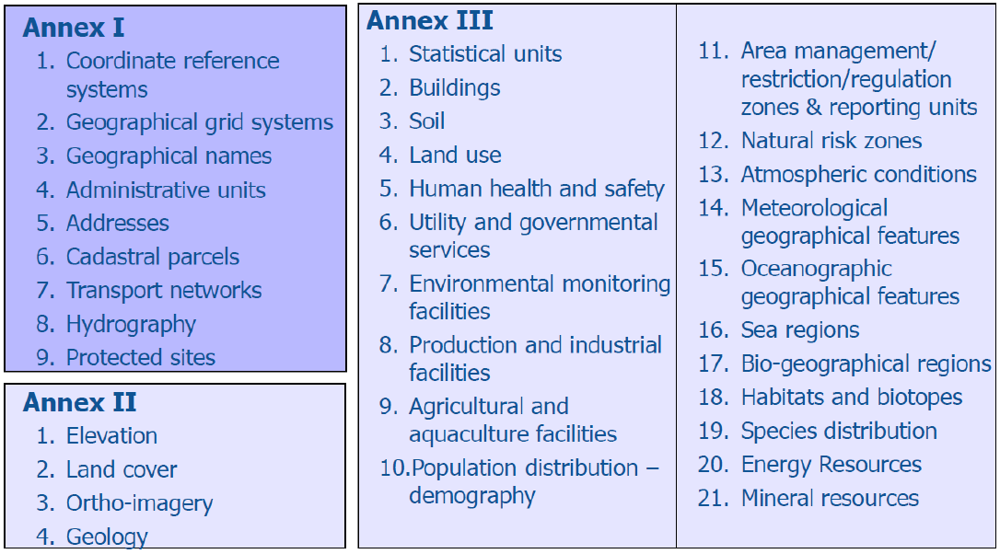 Annex I
1. Coordinate reference
systems
2. Geographical grid systems
3. Geographical names
4. Administrative units
5. Addresses
6. Cadastral parcels
7. Transport networks
8. Hydrography
9. Protected sites
Annex II
1. Elevation
2. Land cover
3. Ortho-imagery
4. Geology
Annex III
1. Statistical units
2. Buildings
3. Soil
4. Land use
5. Human health and safety
6. Utility and governmental
services
7. Environmental monitoring
facilities
8. Production and industrial
facilities
9. Agricultural and
aquaculture facilities
10.Population distribution –
demography
11. Area management/
restriction/regulation
zones & reporting units
12. Natural risk zones
13. Atmospheric conditions
14. Meteorological
geographical features
15. Oceanographic
geographical features
16. Sea regions
17. Bio-geographical regions
18. Habitats and biotopes
19. Species distribution
20. Energy Resources
21. Mineral resources